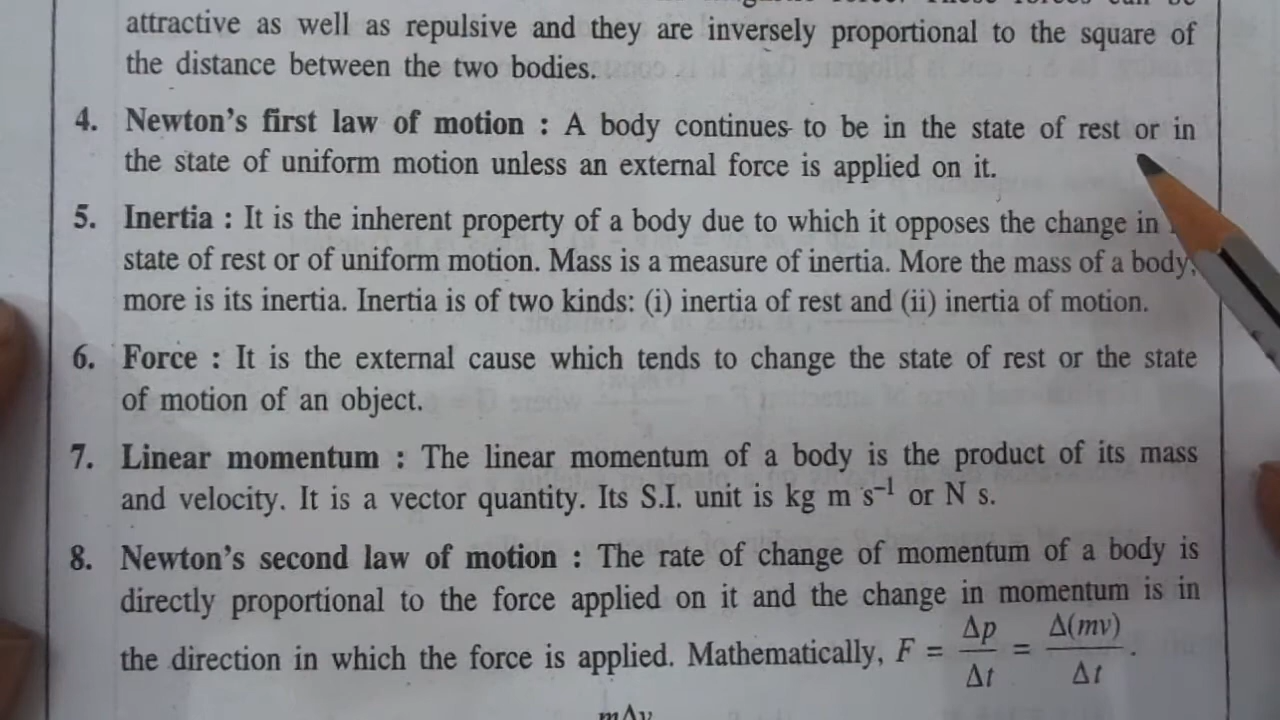 attractive as well as repulsive and they are inversely proportional to the square of
the distance between the two bodies.
4. Newton's first law of motion : A body continues to be in the state of rest or in
the state of uniform motion unless an external force is applied on it.
5. Inertia : It is the inherent property of a body due to which it opposes the change in
state of rest or of uniform motion. Mass is a measure of inertia. More the mass of a body,
more is its inertia. Inertia is of two kinds: (i) inertia of rest and (ii) inertia of motion.
6. Force : It is the external cause which tends to change the state of rest or the state
of motion of an object.
7. Linear momentum : The linear momentum of a body is the product of its mass
and velocity. It is a vector quantity. Its S.I. unit is kg m s⁻¹ or N s.
8. Newton's second law of motion : The rate of change of momentum of a body is
directly proportional to the force applied on it and the change in momentum is in
the direction in which the force is applied. Mathematically, F = Δp/Δt = Δ(mv)/Δt.
mΔv